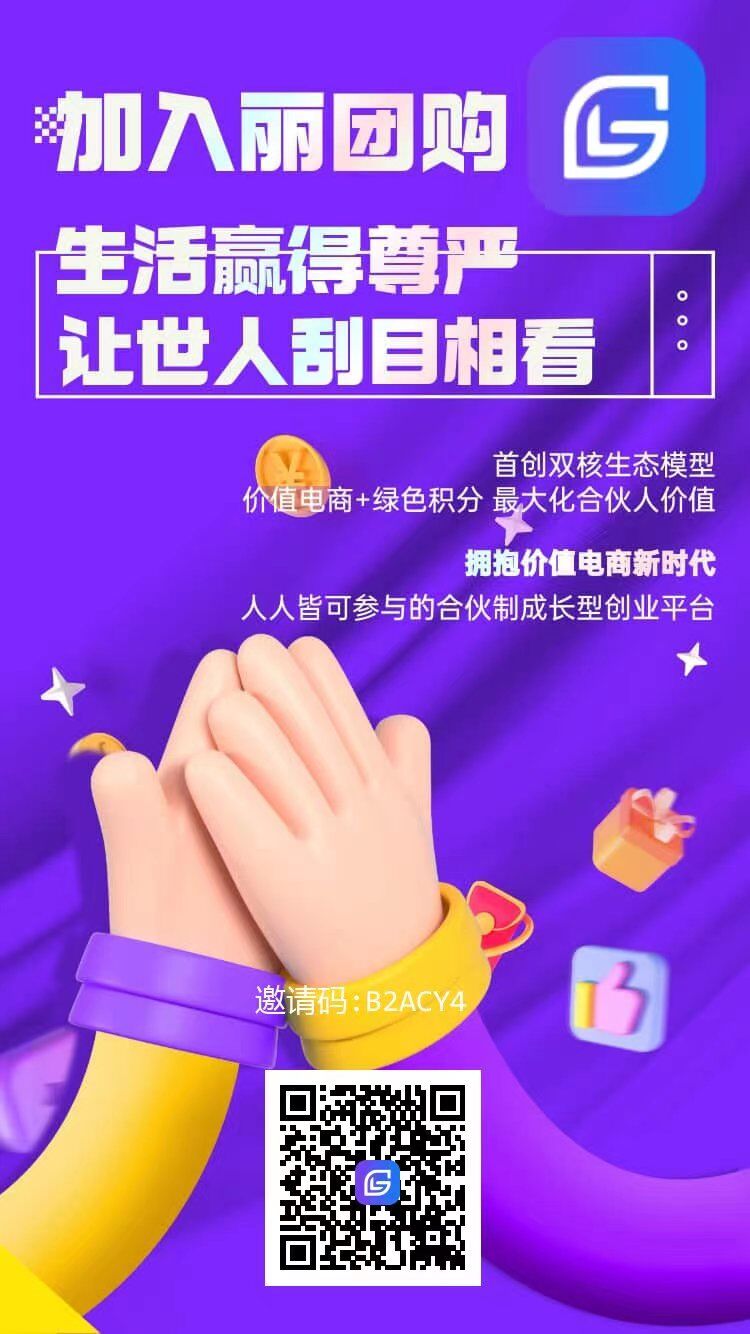 加入丽团购
生活赢得尊严
让世人刮目相看
首创双核生态模型
价值电商+绿色积分 最大化合伙人价值
拥抱价值电商新时代
人人皆可参与的合伙制成长型创业平台
邀请码:B2ACY4